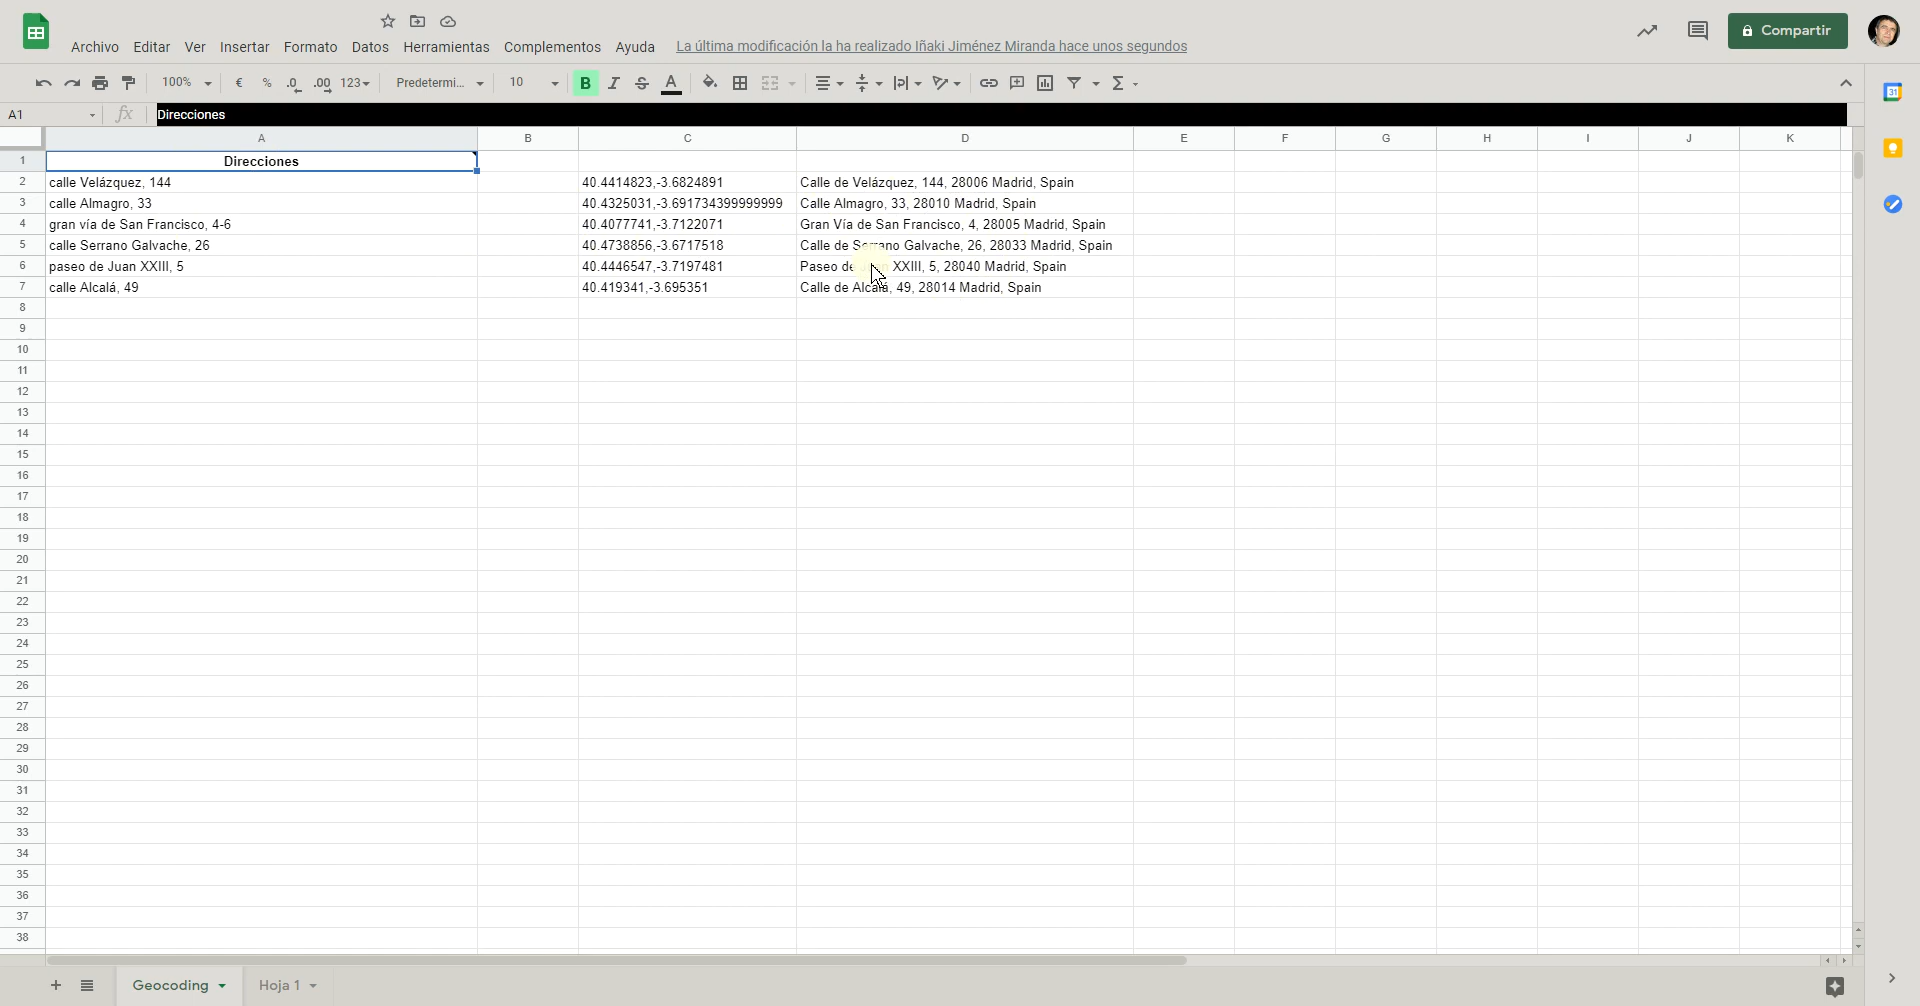 Archivo Editar Ver Insertar Formato Datos Herramientas Complementos Ayuda La última modificación la ha realizado Iñaki Jiménez Miranda hace unos segundos
Compartir
100% € % .0 .00 123 Predetermi... 10 B I S A Σ
31
A1 fx Direcciones
A B C D E F G H I J K
1 Direcciones
2 calle Velázquez, 144 40.4414823,-3.6824891 Calle de Velázquez, 144, 28006 Madrid, Spain
3 calle Almagro, 33 40.4325031,-3.691734399999999 Calle Almagro, 33, 28010 Madrid, Spain
4 gran vía de San Francisco, 4-6 40.4077741,-3.7122071 Gran Vía de San Francisco, 4, 28005 Madrid, Spain
5 calle Serrano Galvache, 26 40.4738856,-3.6717518 Calle de Serrano Galvache, 26, 28033 Madrid, Spain
6 paseo de Juan XXIII, 5 40.4446547,-3.7197481 Paseo de Juan XXIII, 5, 28040 Madrid, Spain
7 calle Alcalá, 49 40.419341,-3.695351 Calle de Alcalá, 49, 28014 Madrid, Spain
8
9
10
11
12
13
14
15
16
17
18
19
20
21
22
23
24
25
26
27
28
29
30
31
32
33
34
35
36
37
38
Geocoding Hoja 1